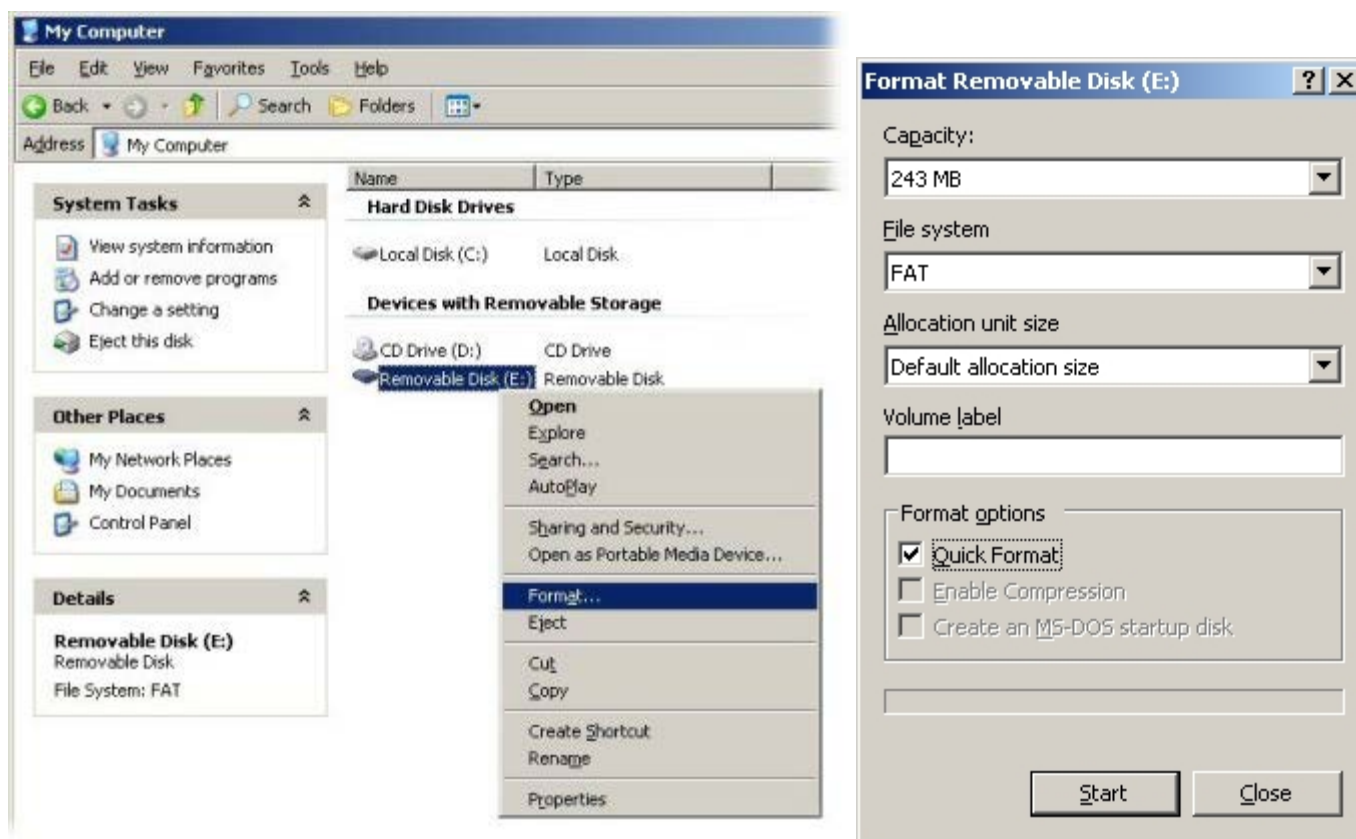 My Computer
File Edit View Favorites Tools Help
Back Search Folders
Address My Computer
Name Type
System Tasks
View system information
Add or remove programs
Change a setting
Eject this disk
Other Places
My Network Places
My Documents
Control Panel
Details
Removable Disk (E:)
Removable Disk
File System: FAT
Hard Disk Drives
Local Disk (C:) Local Disk
Devices with Removable Storage
CD Drive (D:) CD Drive
Removable Disk (E:) Removable Disk
Open
Explore
Search...
AutoPlay
Sharing and Security...
Open as Portable Media Device...
Format...
Eject
Cut
Copy
Create Shortcut
Rename
Properties
Format Removable Disk (E:)
Capacity:
243 MB
File system
FAT
Allocation unit size
Default allocation size
Volume label
Format options
Quick Format
Enable Compression
Create an MS-DOS startup disk
Start Close